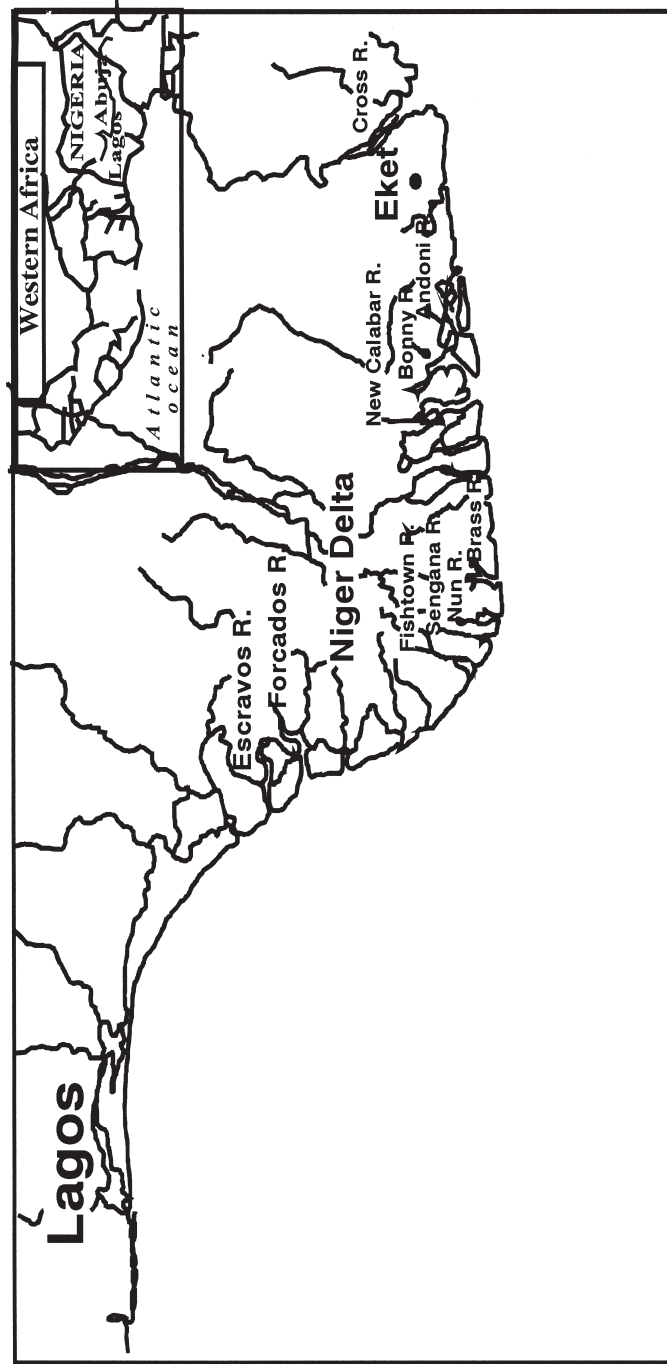 Western Africa
NIGERIA
Abuja
Lagos
Atlantic
ocean
Lagos
Escravos R.
Forcados R.
Niger Delta
Fishtown R.
Sengana R.
Nun R.
Brass R.
New Calabar R.
Bonny R.
Andoni R.
Eket
Cross R.